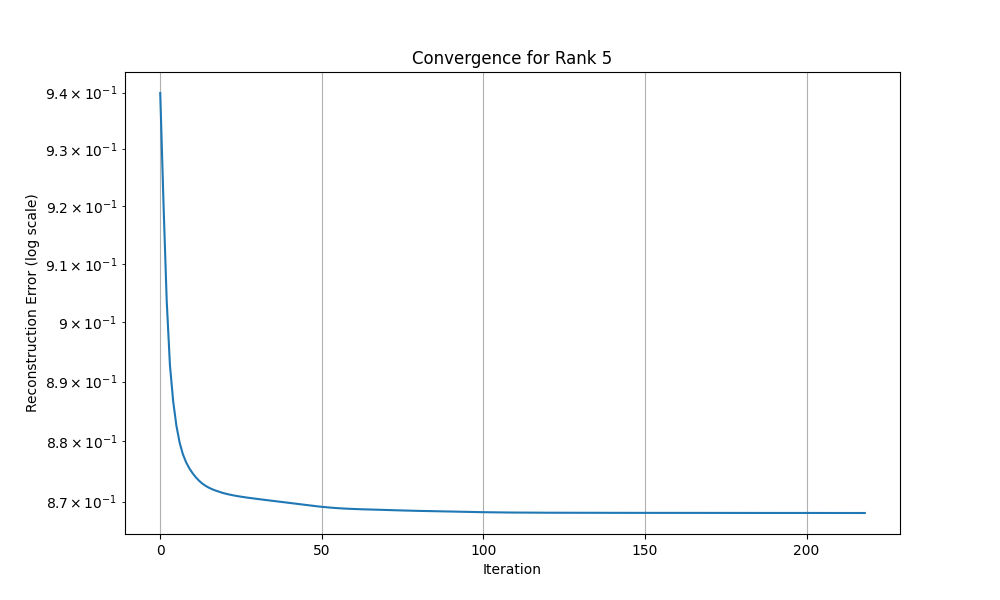 Convergence for Rank 5
Reconstruction Error (log scale)
9.4 × 10⁻¹
9.3 × 10⁻¹
9.2 × 10⁻¹
9.1 × 10⁻¹
9 × 10⁻¹
8.9 × 10⁻¹
8.8 × 10⁻¹
8.7 × 10⁻¹
0 50 100 150 200
Iteration